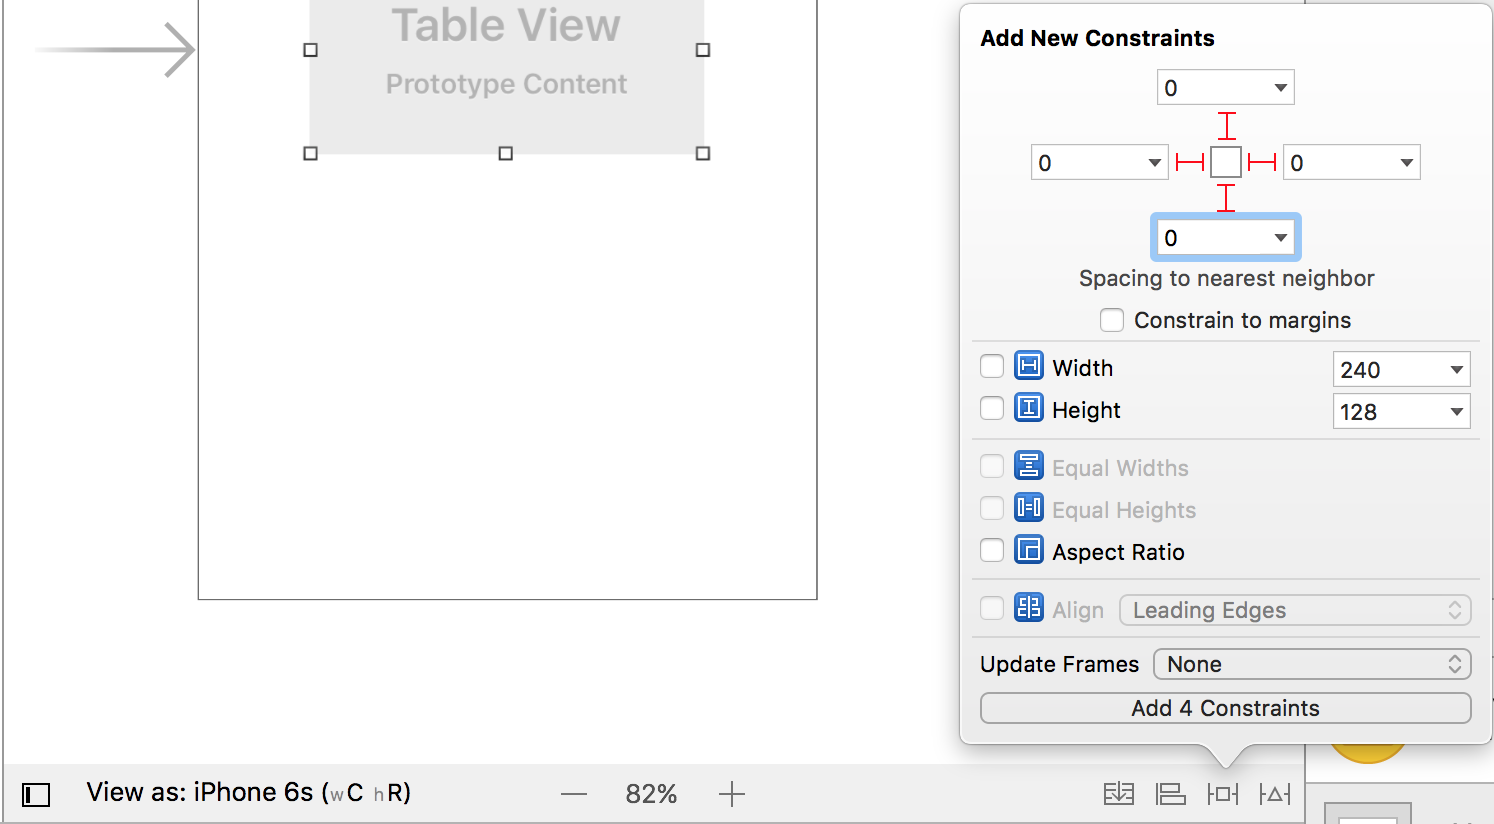 Table View
Prototype Content
Add New Constraints
0
0
0
0
Spacing to nearest neighbor
Constrain to margins
Width
240
Height
128
Equal Widths
Equal Heights
Aspect Ratio
Align
Leading Edges
Update Frames
None
Add 4 Constraints
View as: iPhone 6s (wC hR)
82%